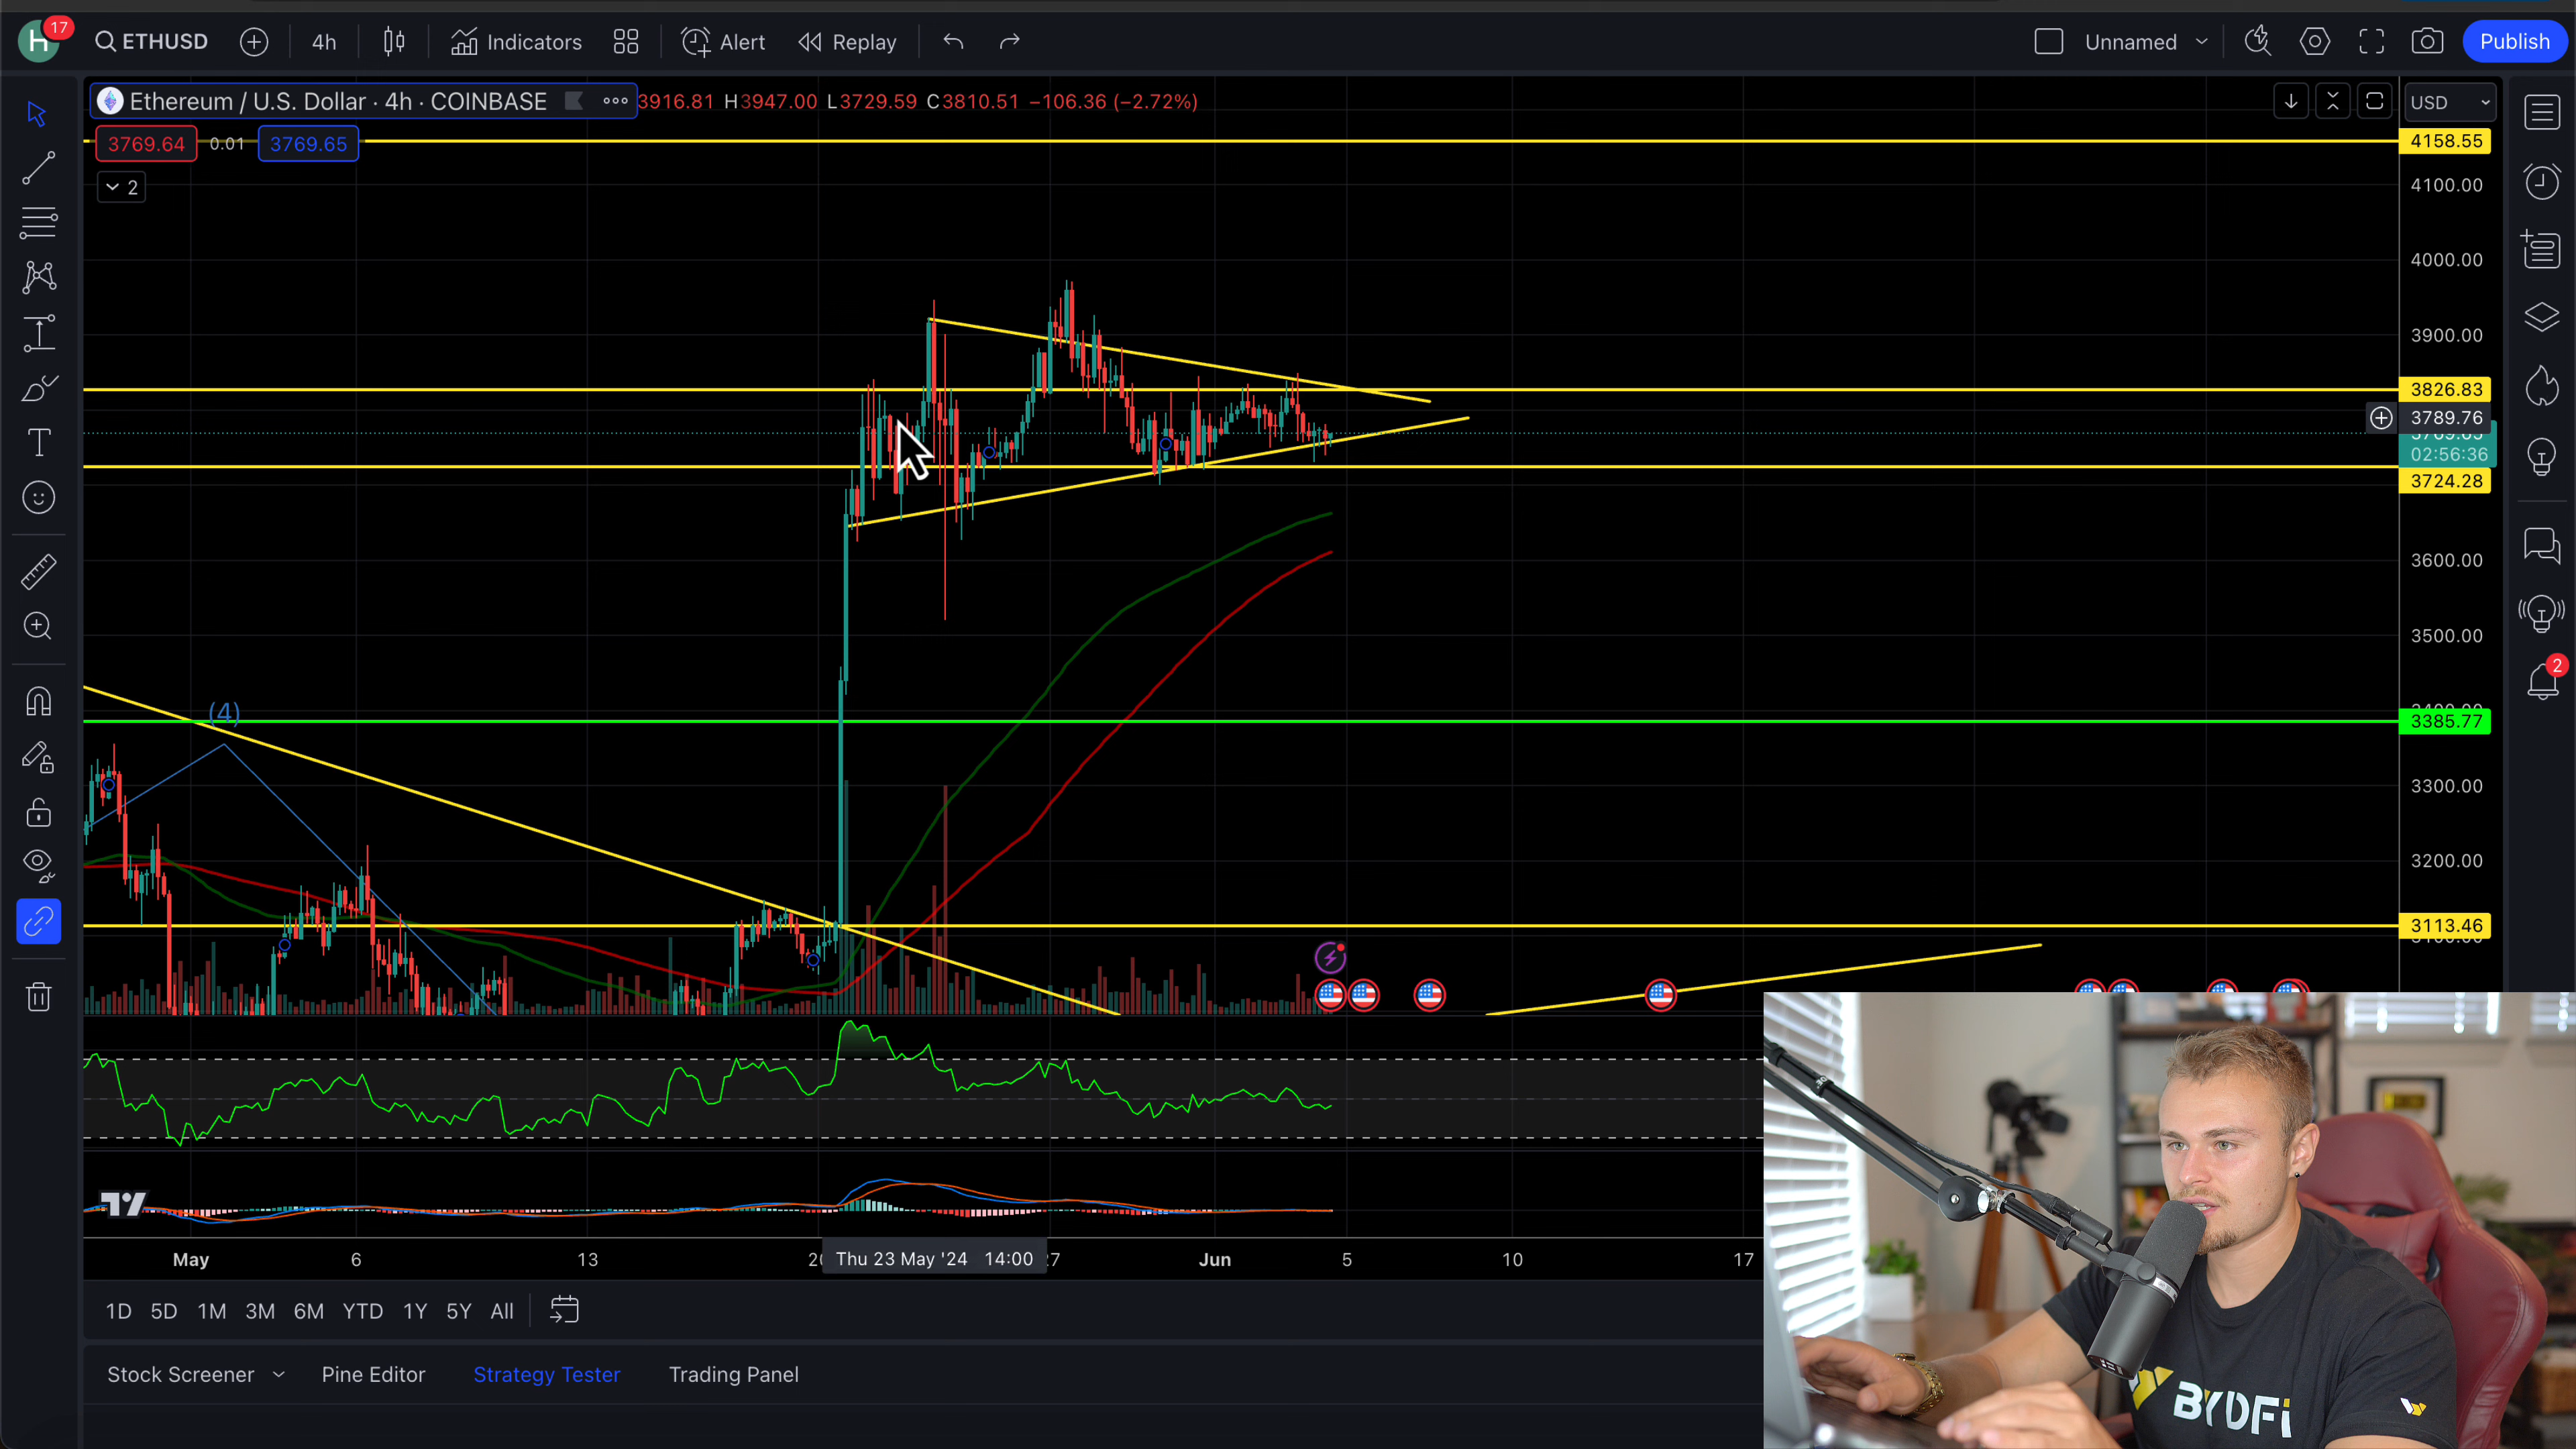 H 17 ETHUSD 4h Indicators Alert Replay Unnamed Publish
Ethereum / U.S. Dollar · 4h · COINBASE 3916.81 H3947.00 L3729.59 C3810.51 −106.36 (−2.72%) USD
3769.64 0.01 3769.65
2
4158.55
4100.00
4000.00
3900.00
3826.83
3789.76
02:56:36
3724.28
3600.00
3500.00
2
(4)
3385.77
3300.00
3200.00
3113.46
May 6 13 Thu 23 May '24 14:00 Jun 5 10 17
1D 5D 1M 3M 6M YTD 1Y 5Y All
Stock Screener Pine Editor Strategy Tester Trading Panel
BYDFi